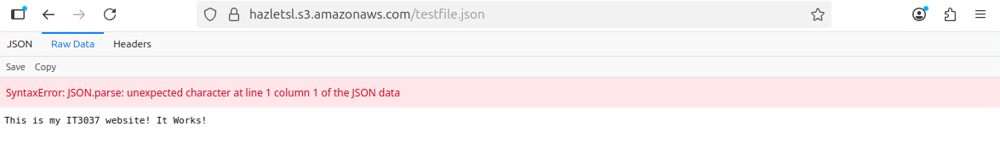 hazletsl.s3.amazonaws.com/testfile.json
JSON Raw Data Headers
Save Copy
SyntaxError: JSON.parse: unexpected character at line 1 column 1 of the JSON data
This is my IT3037 website! It Works!